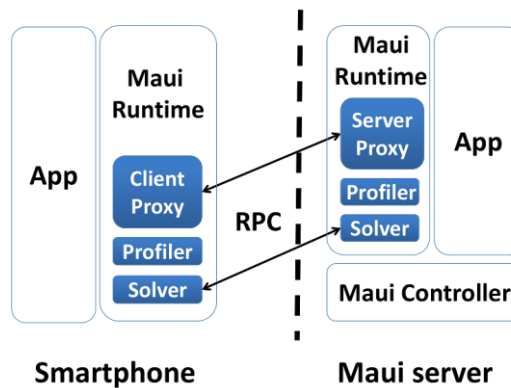 App
Maui
Runtime
Client
Proxy
Profiler
Solver
RPC
Maui
Runtime
Server
Proxy
Profiler
Solver
App
Maui Controller
Smartphone
Maui server